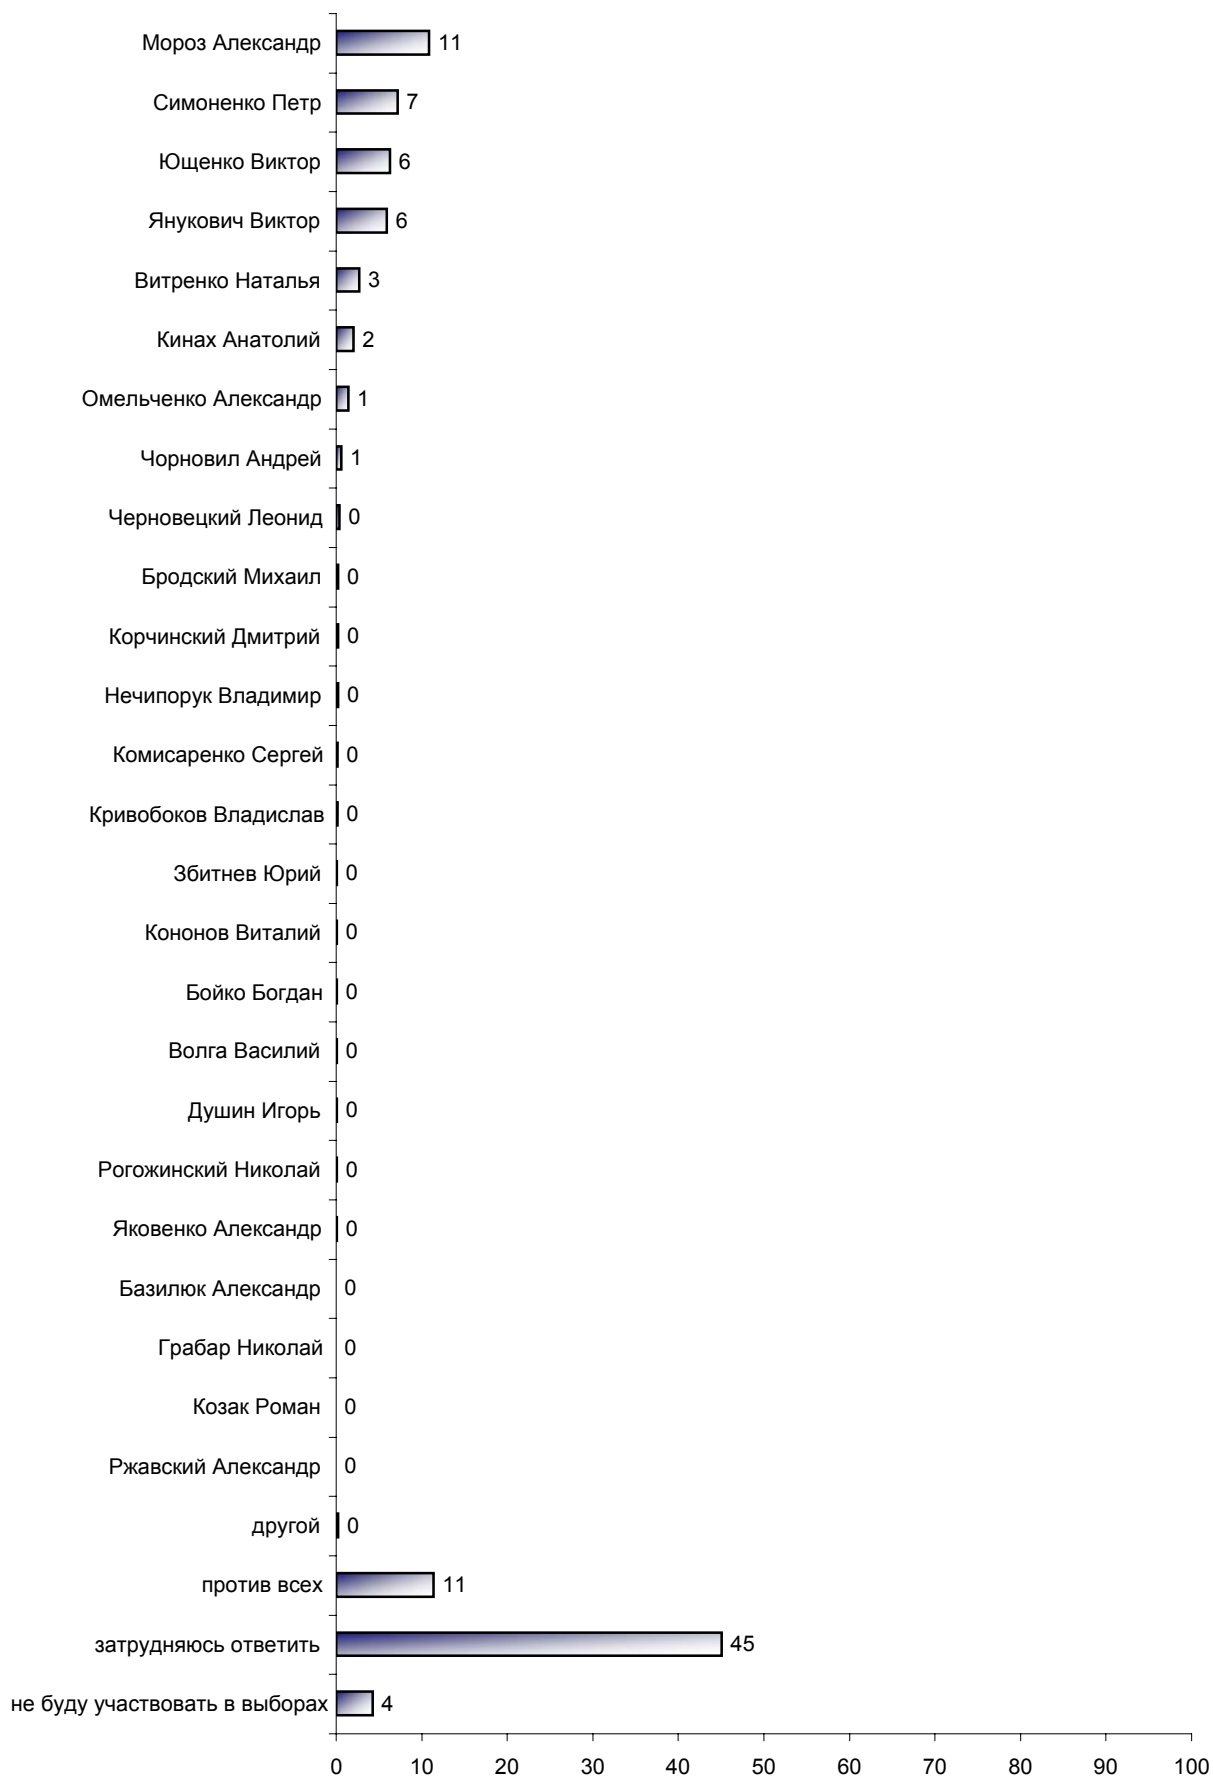 Мороз Александр 11
Симоненко Петр 7
Ющенко Виктор 6
Янукович Виктор 6
Витренко Наталья 3
Кинах Анатолий 2
Омельченко Александр 1
Чорновил Андрей 1
Черновецкий Леонид 0
Бродский Михаил 0
Корчинский Дмитрий 0
Нечипорук Владимир 0
Комисаренко Сергей 0
Кривобоков Владислав 0
Збитнев Юрий 0
Кононов Виталий 0
Бойко Богдан 0
Волга Василий 0
Душин Игорь 0
Рогожинский Николай 0
Яковенко Александр 0
Базилюк Александр 0
Грабар Николай 0
Козак Роман 0
Ржавский Александр 0
другой 0
против всех 11
затрудняюсь ответить 45
не буду участвовать в выборах 4
0 10 20 30 40 50 60 70 80 90 100